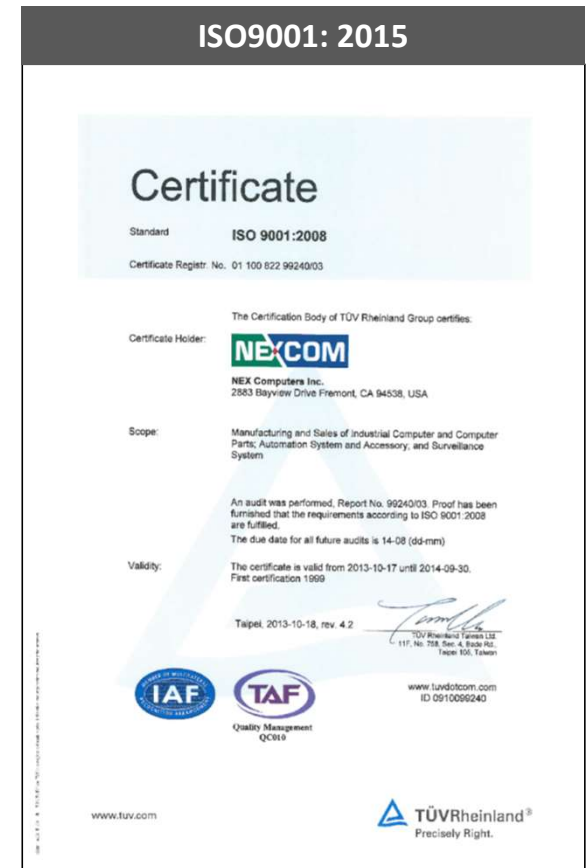 ISO9001: 2015
Certificate
Standard ISO 9001:2008
Certificate Registr. No. 01 100 822 99240/03
The Certification Body of TÜV Rheinland Group certifies:
Certificate Holder:
NEXCOM
NEX Computers Inc.
2883 Bayview Drive Fremont, CA 94538, USA
Scope: Manufacturing and Sales of Industrial Computer and Computer
Parts; Automation System and Accessory; and Surveillance
System
An audit was performed, Report No. 99240/03. Proof has been
furnished that the requirements according to ISO 9001:2008
are fulfilled.
The due date for all future audits is 14-08 (dd-mm)
Validity: The certificate is valid from 2013-10-17 until 2014-09-30.
First certification 1999
Taipei, 2013-10-18, rev. 4.2
TÜV Rheinland Taiwan Ltd.
11F, No. 758, Sec. 4, Bade Rd.,
Taipei 105, Taiwan
IAF
TAF
Quality Management
QC010
www.tuvdotcom.com
ID 0910099240
www.tuv.com
TÜVRheinland®
Precisely Right.